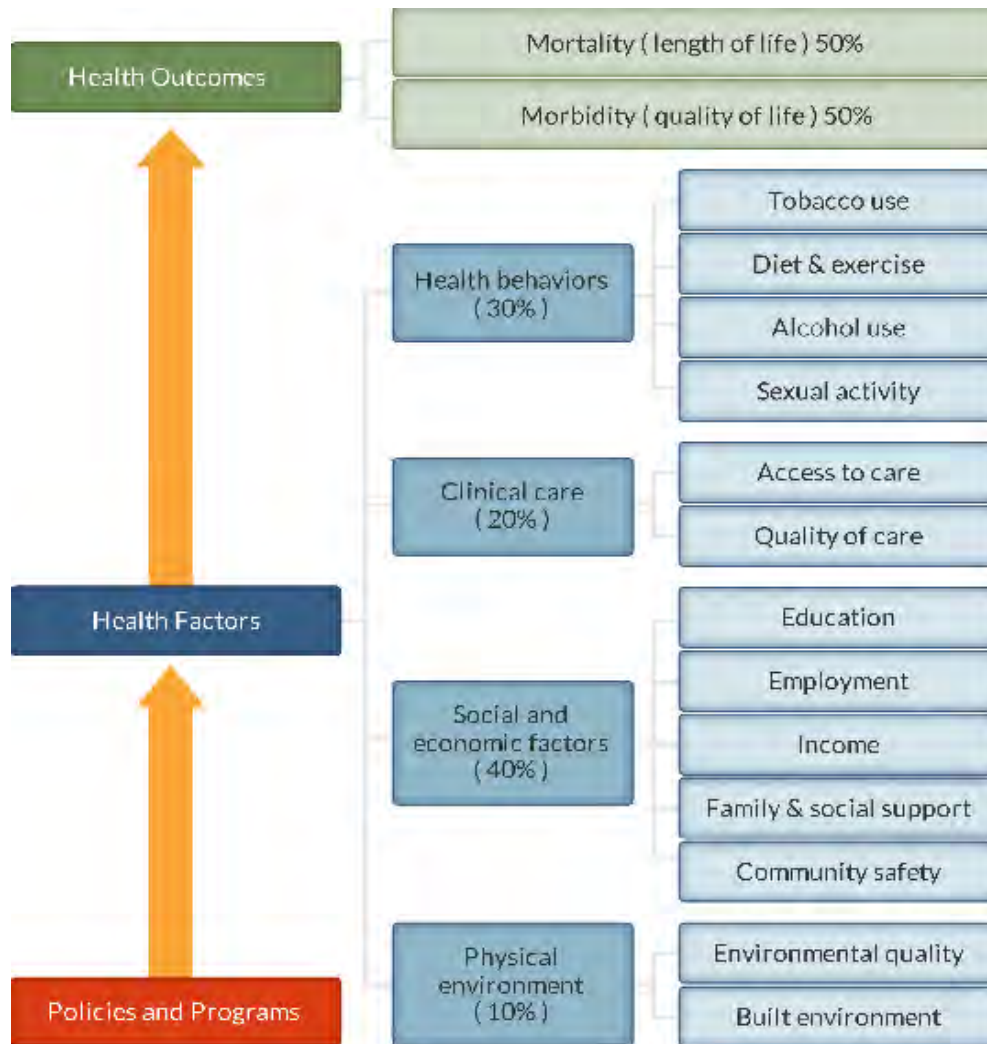 Health Outcomes
Mortality ( length of life ) 50%
Morbidity ( quality of life ) 50%
Health behaviors
( 30% )
Tobacco use
Diet & exercise
Alcohol use
Sexual activity
Clinical care
( 20% )
Access to care
Quality of care
Health Factors
Social and
economic factors
( 40% )
Education
Employment
Income
Family & social support
Community safety
Physical
environment
( 10% )
Environmental quality
Built environment
Policies and Programs